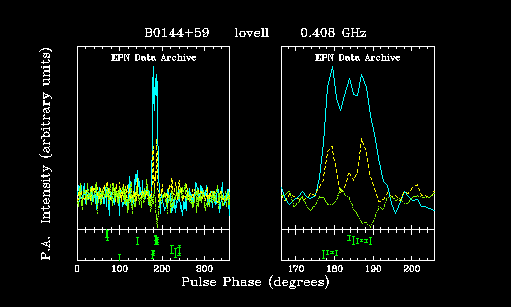 B0144+59 lovell 0.408 GHz
EPN Data Archive EPN Data Archive
Intensity (arbitrary units)
P.A.
0 100 200 300 170 180 190 200
Pulse Phase (degrees)